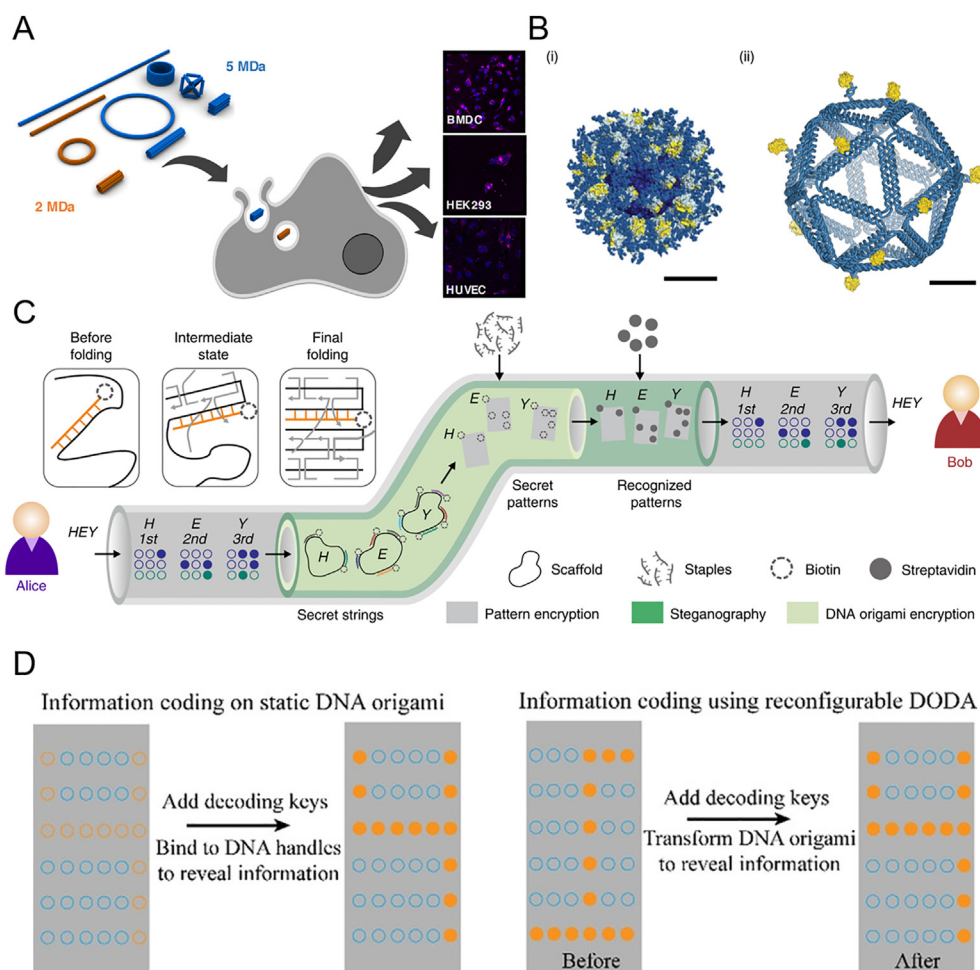 A
5 MDa
2 MDa
BMDC
HEK293
HUVEC
B
(i)
(ii)
C
Before
folding
Intermediate
state
Final
folding
E
Y
H
H
E
Y
H
1st
E
2nd
Y
3rd
HEY
Bob
Secret
patterns
Recognized
patterns
Alice
HEY
H
1st
E
2nd
Y
3rd
H
E
Y
Secret strings
Scaffold
Staples
Biotin
Streptavidin
Pattern encryption
Steganography
DNA origami encryption
D
Information coding on static DNA origami
Add decoding keys
Bind to DNA handles
to reveal information
Information coding using reconfigurable DODA
Add decoding keys
Transform DNA origami
to reveal information
Before
After